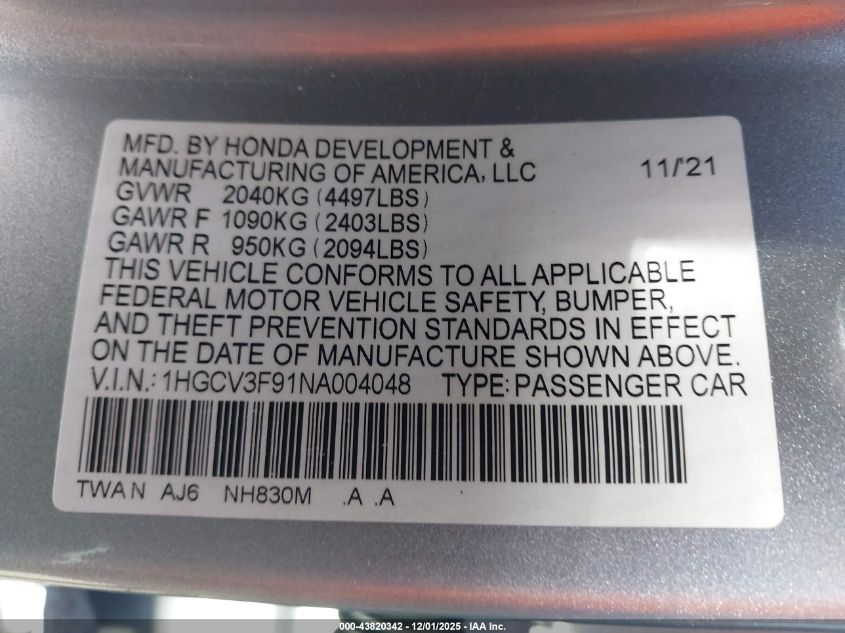 MFD. BY HONDA DEVELOPMENT &
MANUFACTURING OF AMERICA, LLC 11/'21
GVWR 2040KG (4497LBS)
GAWR F 1090KG (2403LBS)
GAWR R 950KG (2094LBS)
THIS VEHICLE CONFORMS TO ALL APPLICABLE
FEDERAL MOTOR VEHICLE SAFETY, BUMPER,
AND THEFT PREVENTION STANDARDS IN EFFECT
ON THE DATE OF MANUFACTURE SHOWN ABOVE.
V.I.N.: 1HGCV3F91NA004048 TYPE: PASSENGER CAR
TWA N AJ6 NH830M .A .A
000-43820342 - 12/01/2025 - IAA Inc.